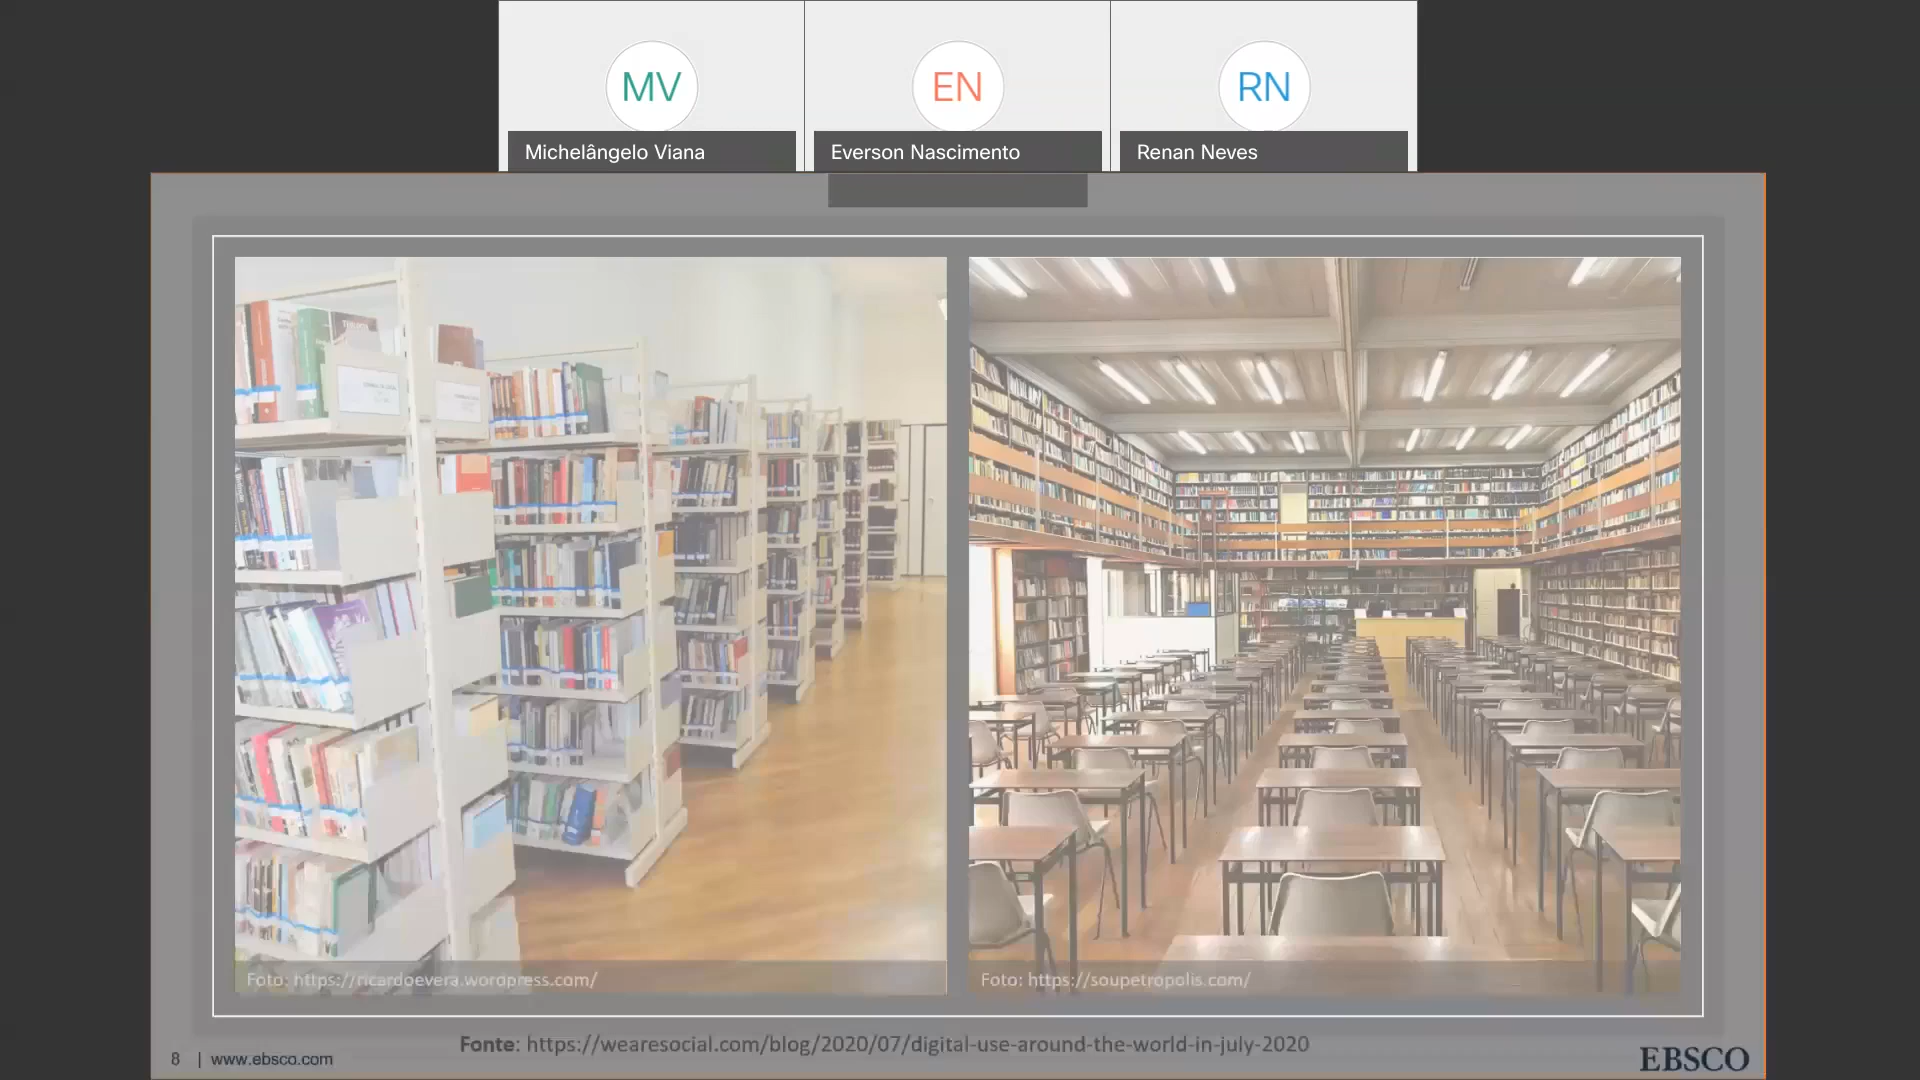 MV
EN
RN
Michelângelo Viana
Everson Nascimento
Renan Neves
Foto: https://ricardoevera.wordpress.com/
Foto: https://soupetropolis.com/
Fonte: https://wearesocial.com/blog/2020/07/digital-use-around-the-world-in-july-2020
8 | www.ebsco.com
EBSCO